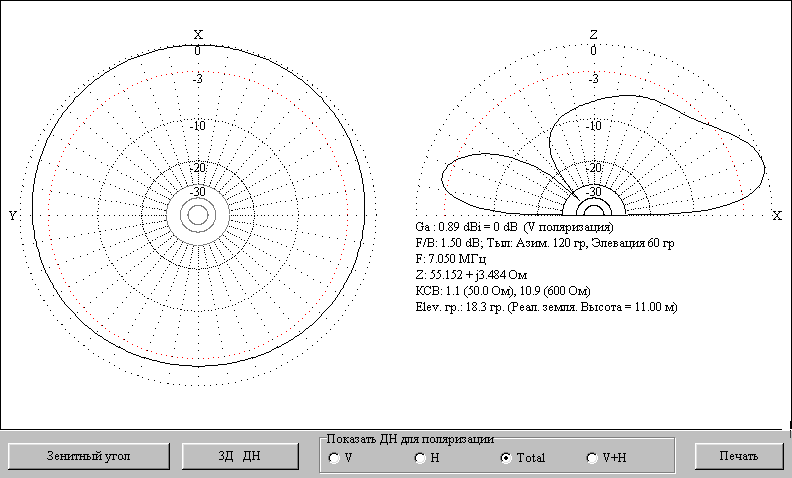 X
0
-3
-10
-20
-30
Y
Z
0
-3
-10
-20
-30
X
Ga : 0.89 dBi = 0 dB (V поляризация)
F/B: 1.50 dB; Тыл: Азим. 120 гр, Элевация 60 гр
F: 7.050 МГц
Z: 55.152 + j3.484 Ом
КСВ: 1.1 (50.0 Ом), 10.9 (600 Ом)
Elev. гр.: 18.3 гр. (Реал. земля. Высота = 11.00 м)
Зенитный угол
3Д ДН
Показать ДН для поляризации
V
H
Total
V+H
Печать